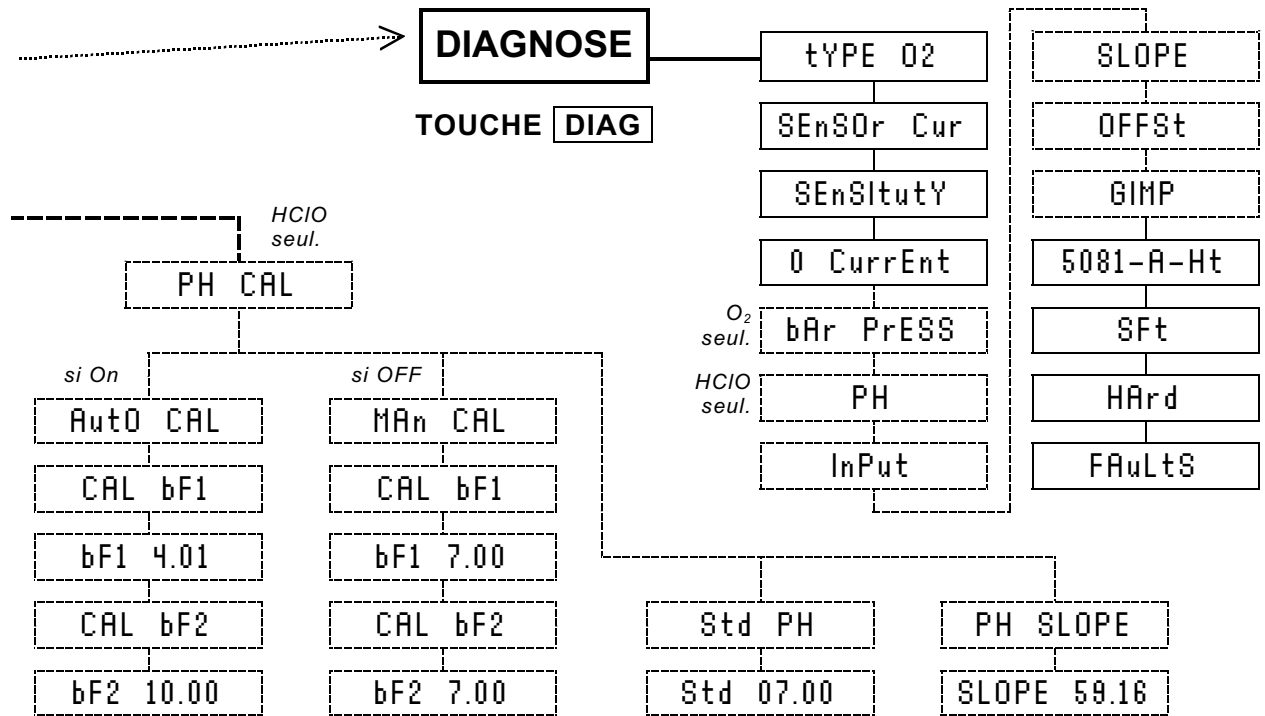 DIAGNOSE
TOUCHE DIAG
tYPE O2
SEnSOr Cur
SEnSItutY
0 CurrEnt
O₂ seul.
bAr PrESS
HClO seul.
PH
InPut
SLOPE
OFFSt
GIMP
5081-A-Ht
SFt
HArd
FAuLtS
HClO
seul.
PH CAL
si On
AutO CAL
CAL bF1
bF1 4.01
CAL bF2
bF2 10.00
si OFF
MAn CAL
CAL bF1
bF1 7.00
CAL bF2
bF2 7.00
Std PH
Std 07.00
PH SLOPE
SLOPE 59.16